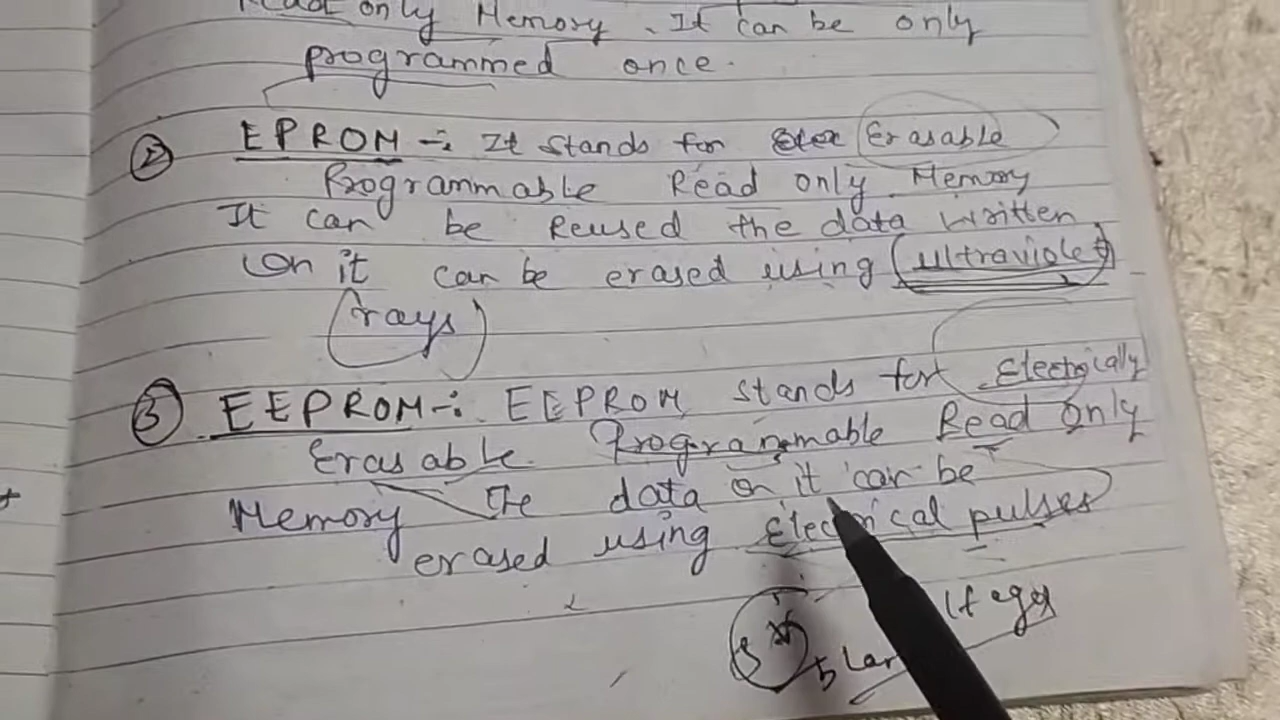 Read only Memory. It can be only
programmed once.
② EPROM -: It stands for Erasable
Programmable Read only Memory
It can be Reused the data written
on it can be erased using (ultraviolet)
(rays)
③ EEPROM -: EEPROM stands for Electrically
Erasable Programmable Read Only
Memory the data on it can be
erased using Electrical pulses